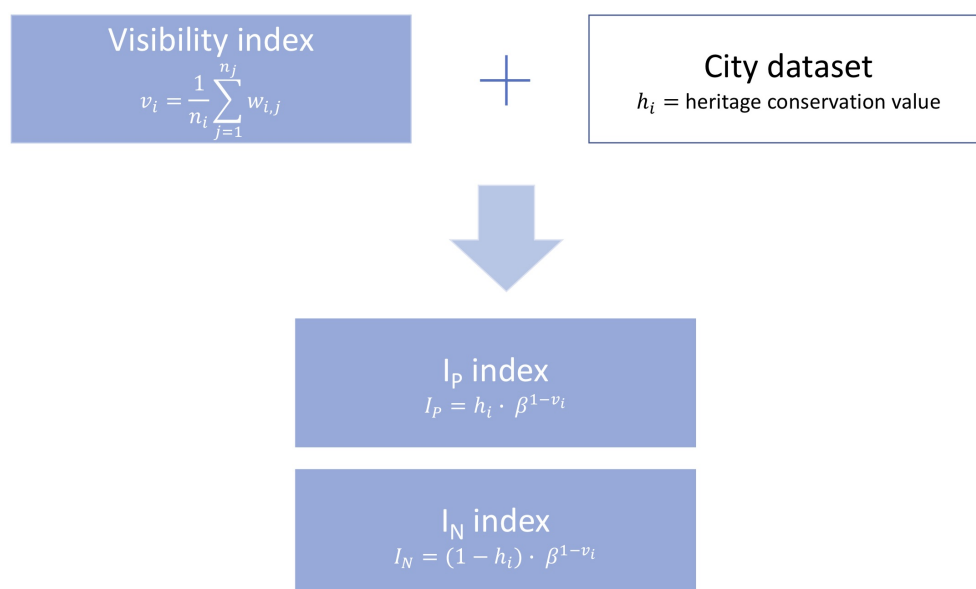 Visibility index
$v_i = \frac{1}{n_i} \sum_{j=1}^{n_j} w_{i,j}$
City dataset
$h_i$ = heritage conservation value
I_P index
$I_P = h_i \cdot \beta^{1-v_i}$
I_N index
$I_N = (1 - h_i) \cdot \beta^{1-v_i}$